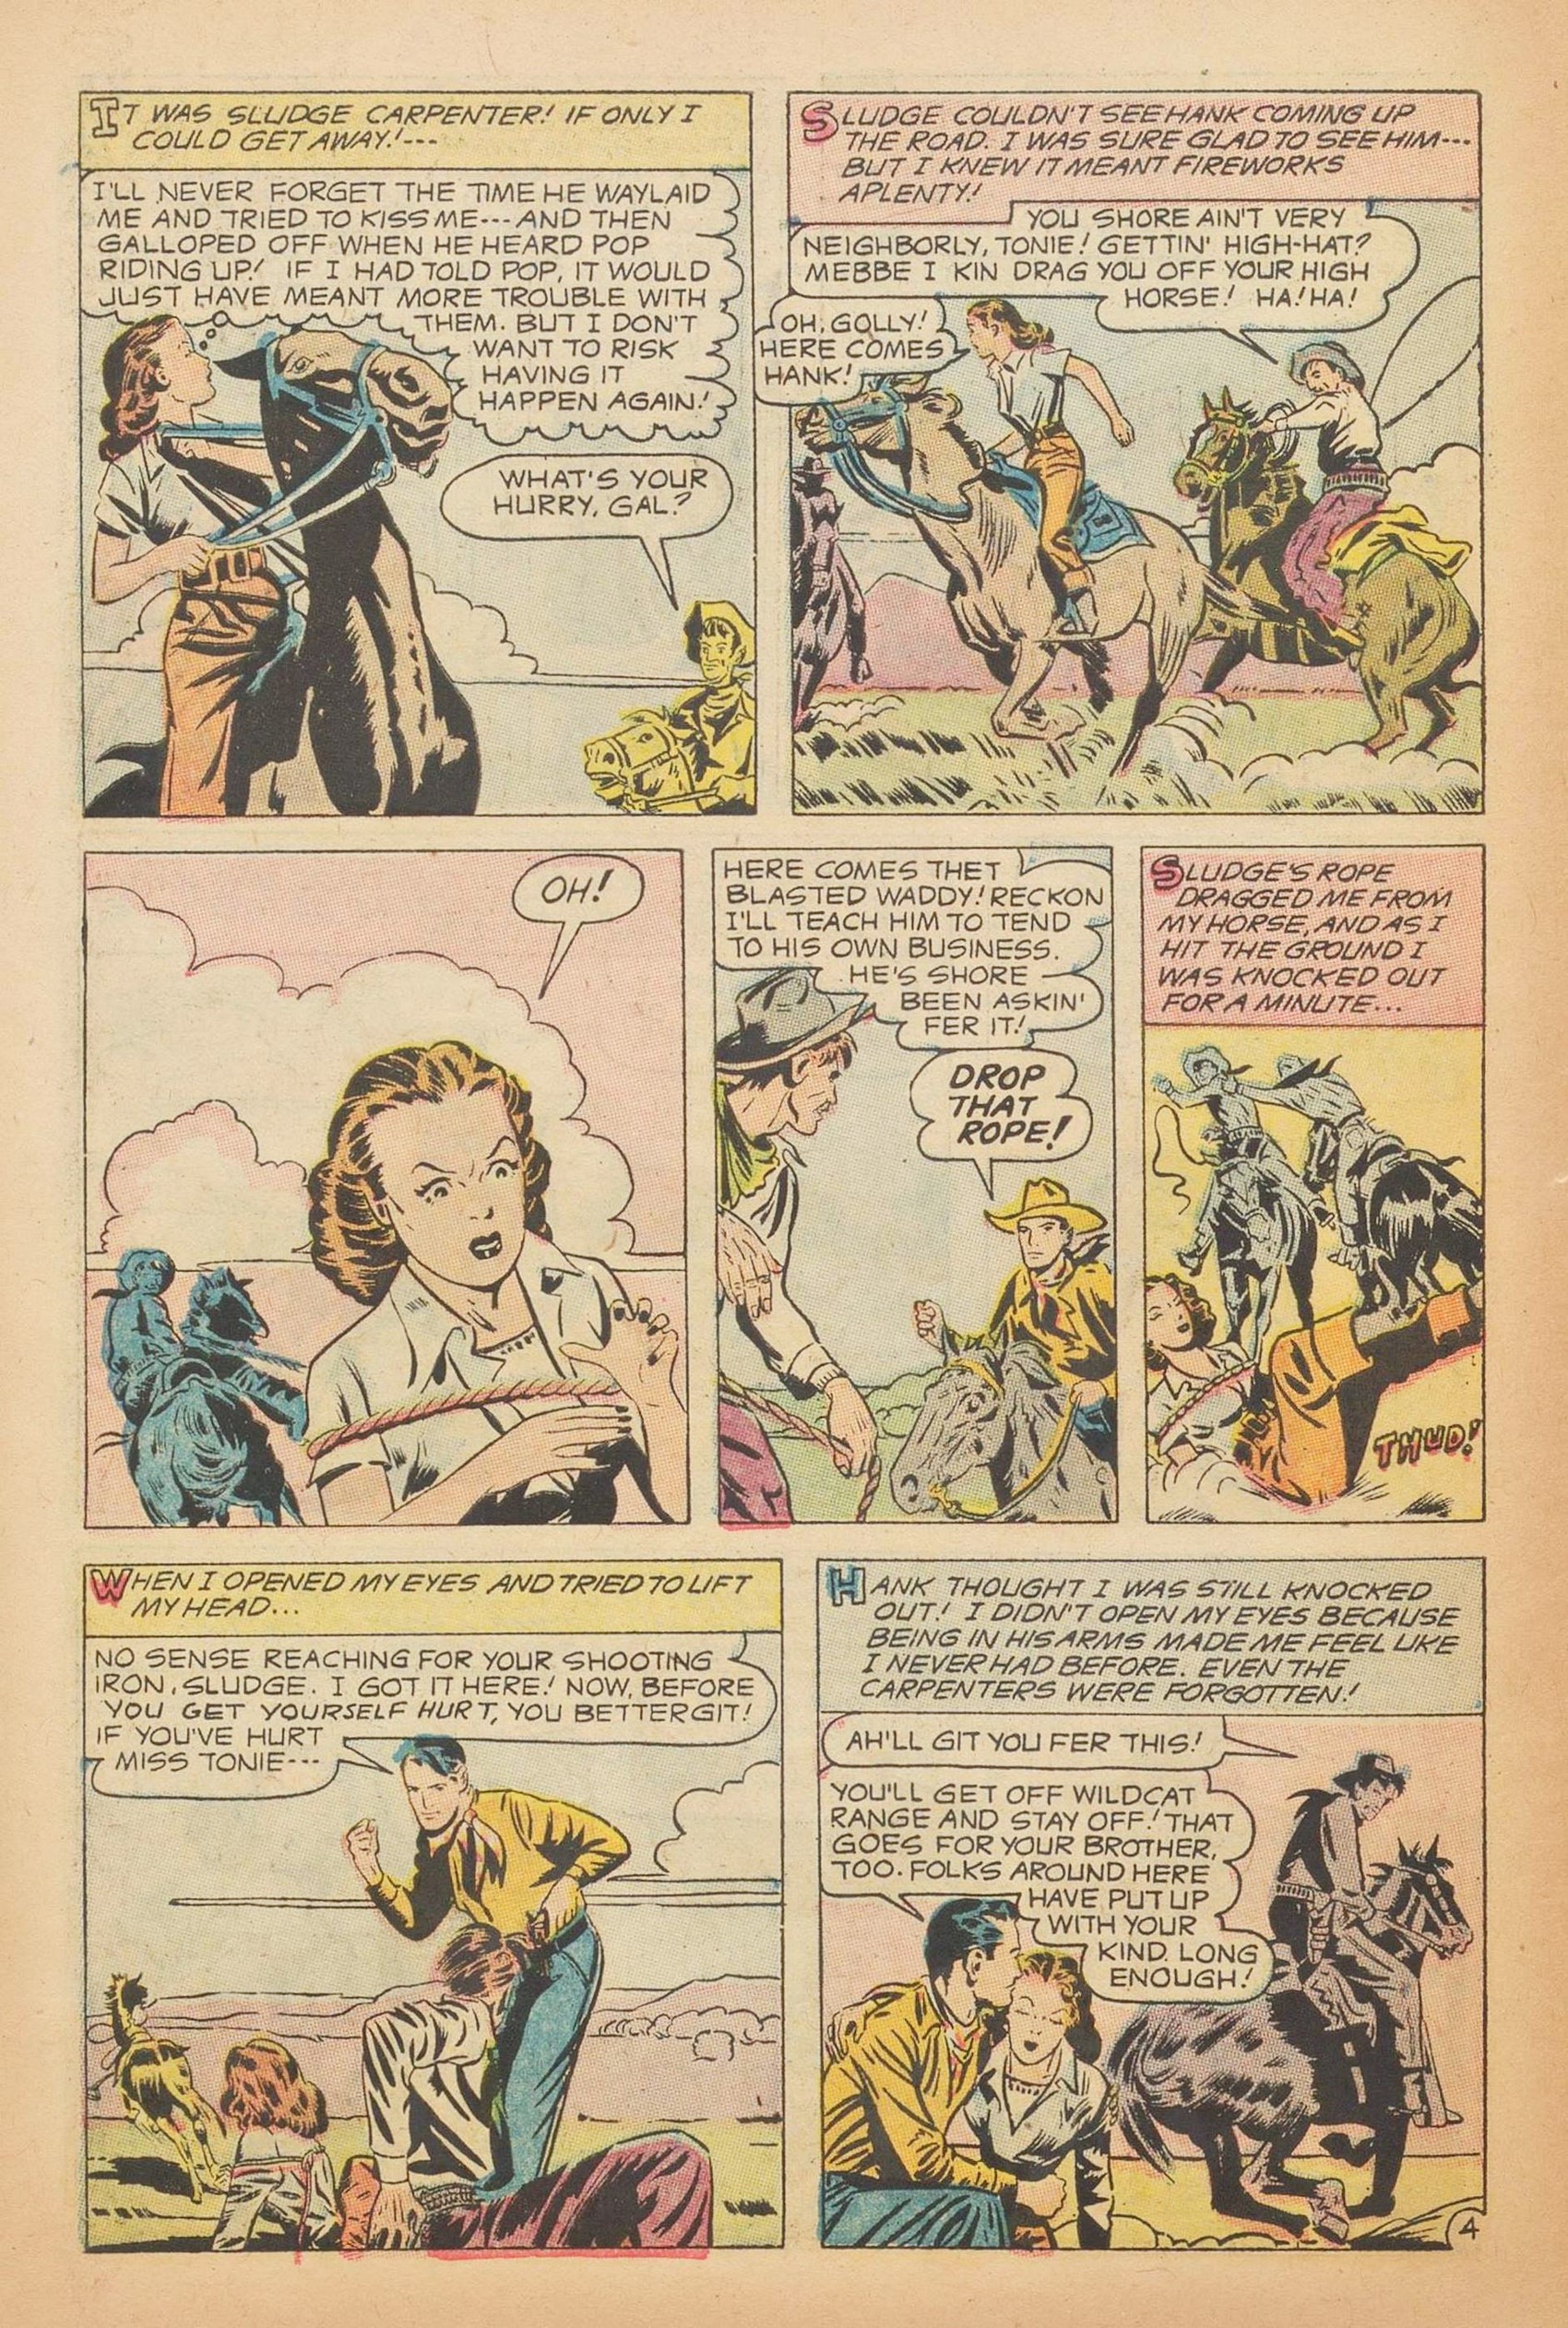 IT WAS SLUDGE CARPENTER! IF ONLY I
COULD GET AWAY!---
I'LL NEVER FORGET THE TIME HE WAYLAID
ME AND TRIED TO KISS ME---AND THEN
GALLOPED OFF WHEN HE HEARD POP
RIDING UP! IF I HAD TOLD POP, IT WOULD
JUST HAVE MEANT MORE TROUBLE WITH
THEM. BUT I DON'T
WANT TO RISK
HAVING IT
HAPPEN AGAIN!
WHAT'S YOUR
HURRY, GAL?
SLUDGE COULDN'T SEE HANK COMING UP
THE ROAD. I WAS SURE GLAD TO SEE HIM---
BUT I KNEW IT MEANT FIREWORKS
APLENTY!
YOU SHORE AIN'T VERY
NEIGHBORLY, TONIE! GETTIN' HIGH-HAT?
MEBBE I KIN DRAG YOU OFF YOUR HIGH
HORSE! HA! HA!
OH, GOLLY!
HERE COMES
HANK!
OH!
HERE COMES THET
BLASTED WADDY! RECKON
I'LL TEACH HIM TO TEND
TO HIS OWN BUSINESS.
HE'S SHORE
BEEN ASKIN'
FER IT!
DROP
THAT
ROPE!
SLUDGE'S ROPE
DRAGGED ME FROM
MY HORSE, AND AS I
HIT THE GROUND I
WAS KNOCKED OUT
FOR A MINUTE...
THUD!
WHEN I OPENED MY EYES AND TRIED TO LIFT
MY HEAD...
NO SENSE REACHING FOR YOUR SHOOTING
IRON, SLUDGE. I GOT IT HERE! NOW, BEFORE
YOU GET YOURSELF HURT, YOU BETTER GIT!
IF YOU'VE HURT
MISS TONIE---
HANK THOUGHT I WAS STILL KNOCKED
OUT! I DIDN'T OPEN MY EYES BECAUSE
BEING IN HIS ARMS MADE ME FEEL LIKE
I NEVER HAD BEFORE. EVEN THE
CARPENTERS WERE FORGOTTEN!
AH'LL GIT YOU FER THIS!
YOU'LL GET OFF WILDCAT
RANGE AND STAY OFF! THAT
GOES FOR YOUR BROTHER,
TOO. FOLKS AROUND HERE
HAVE PUT UP
WITH YOUR
KIND LONG
ENOUGH!
4